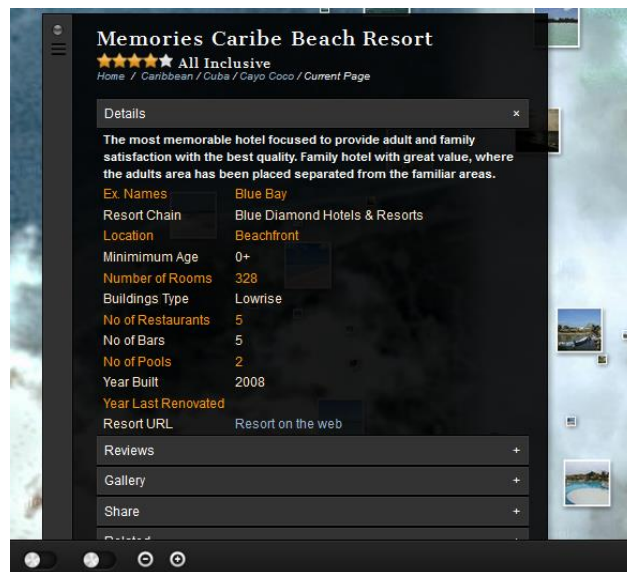 Memories Caribe Beach Resort
All Inclusive
Home / Caribbean / Cuba / Cayo Coco / Current Page
Details ×
The most memorable hotel focused to provide adult and family
satisfaction with the best quality. Family hotel with great value, where
the adults area has been placed separated from the familiar areas.
Ex. Names Blue Bay
Resort Chain Blue Diamond Hotels & Resorts
Location Beachfront
Minimimum Age 0+
Number of Rooms 328
Buildings Type Lowrise
No of Restaurants 5
No of Bars 5
No of Pools 2
Year Built 2008
Year Last Renovated
Resort URL Resort on the web
Reviews +
Gallery +
Share +
Related +